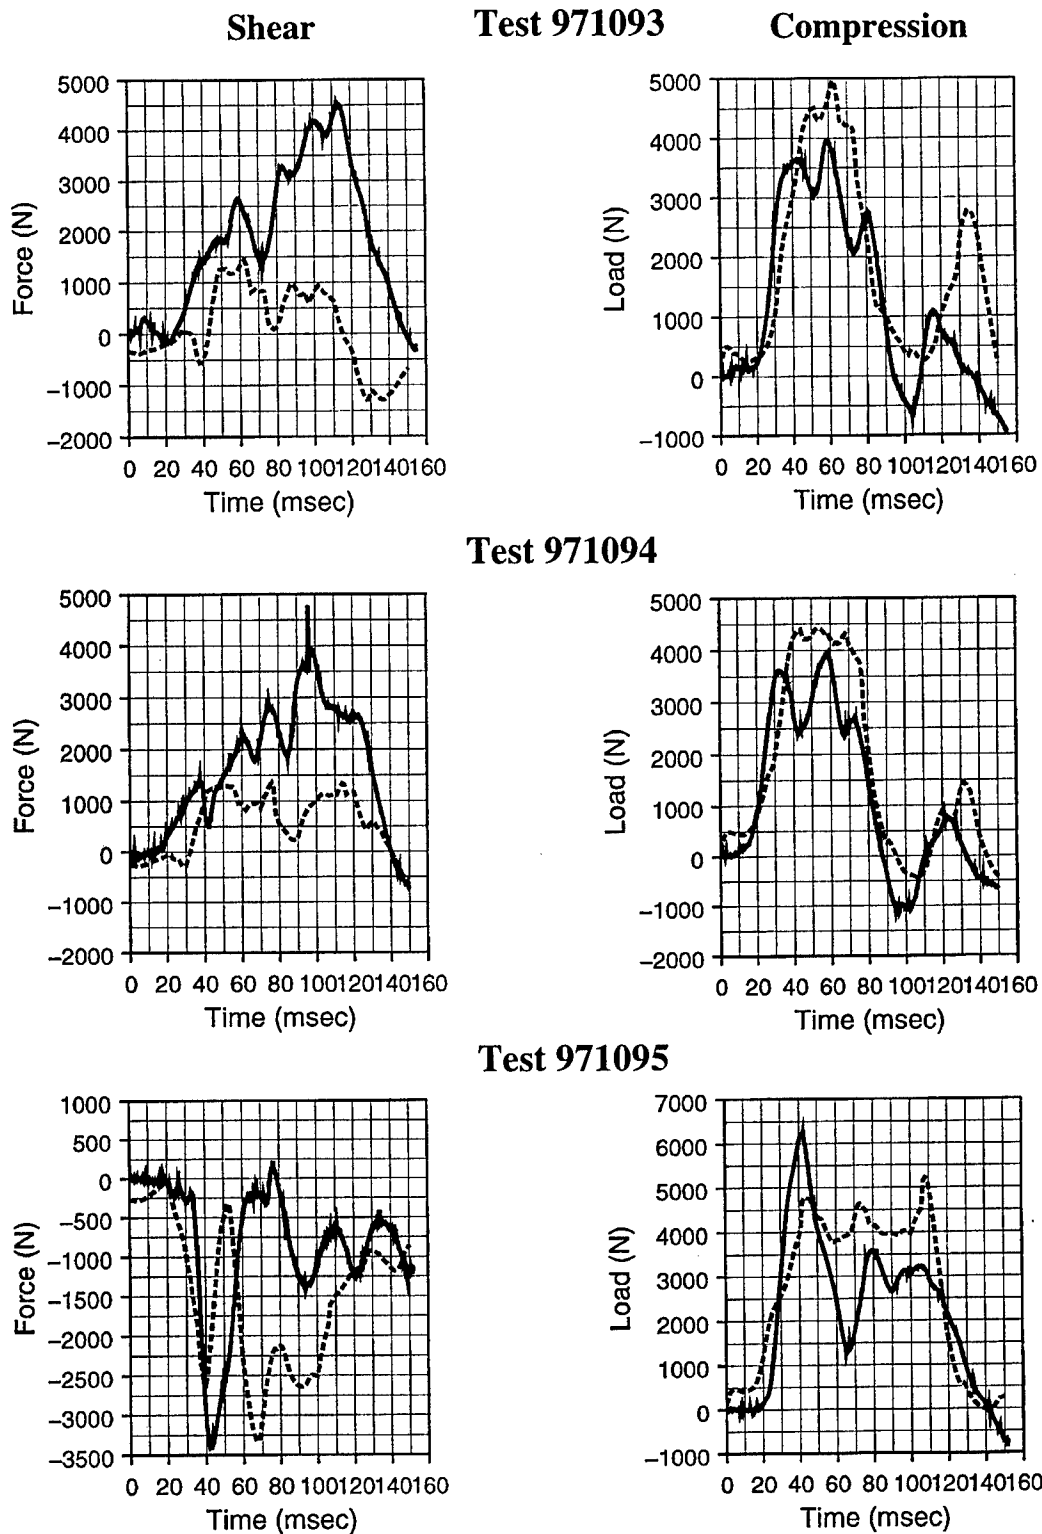 Shear Test 971093 Compression
5000
4000
3000
2000
1000
0
−1000
−2000
Force (N)
0 20 40 60 80 100120140160
Time (msec)
5000
4000
3000
2000
1000
0
−1000
Load (N)
0 20 40 60 80 100120140160
Time (msec)
Test 971094
5000
4000
3000
2000
1000
0
−1000
−2000
Force (N)
0 20 40 60 80 100120140160
Time (msec)
5000
4000
3000
2000
1000
0
−1000
−2000
Load (N)
0 20 40 60 80 100120140160
Time (msec)
Test 971095
1000
500
0
−500
−1000
−1500
−2000
−2500
−3000
−3500
Force (N)
0 20 40 60 80 100120140160
Time (msec)
7000
6000
5000
4000
3000
2000
1000
0
−1000
Load (N)
0 20 40 60 80 100120140160
Time (msec)